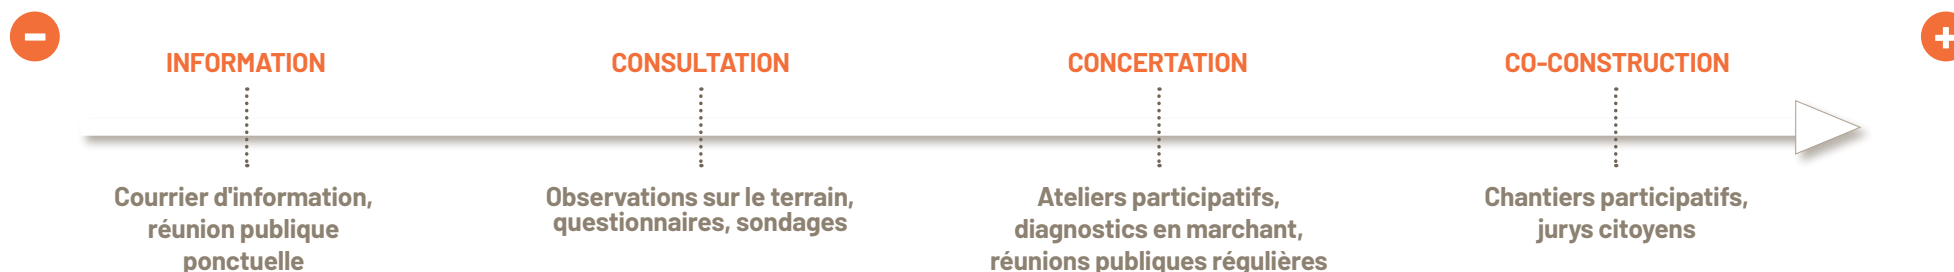 −
+
INFORMATION
CONSULTATION
CONCERTATION
CO-CONSTRUCTION
Courrier d'information,
réunion publique
ponctuelle
Observations sur le terrain,
questionnaires, sondages
Ateliers participatifs,
diagnostics en marchant,
réunions publiques régulières
Chantiers participatifs,
jurys citoyens